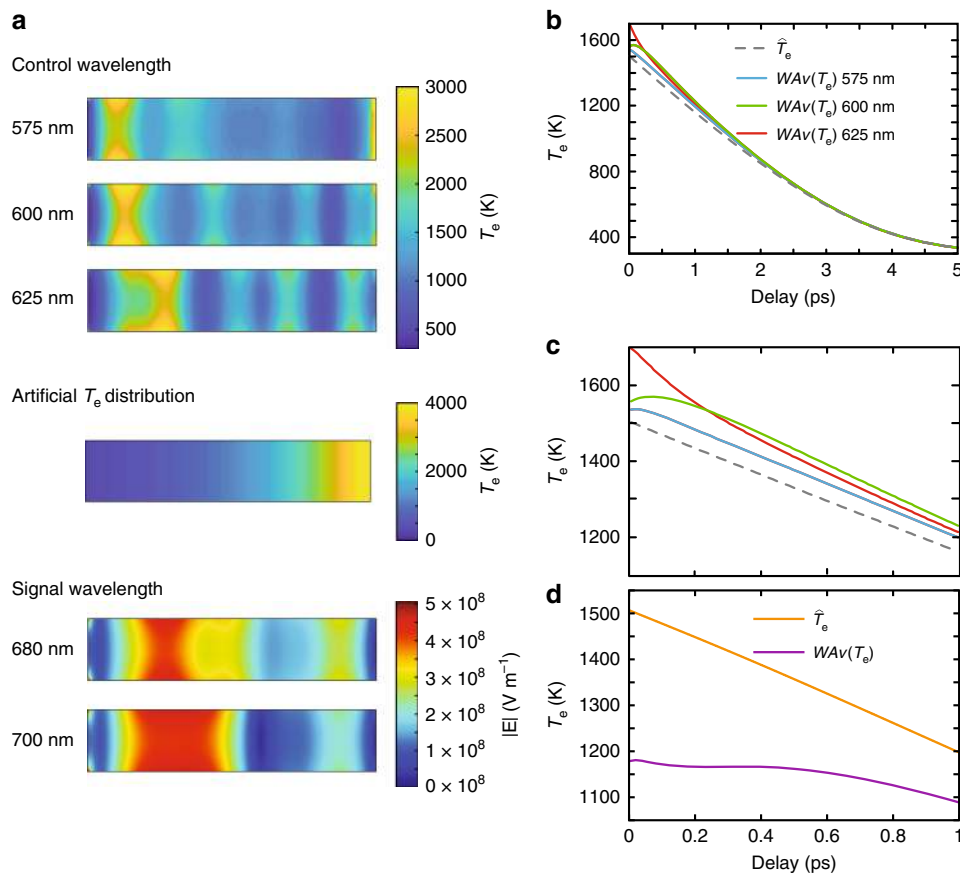 a
Control wavelength
575 nm
600 nm
625 nm
3000
2500
2000
1500
1000
500
Te (K)
Artificial Te distribution
4000
2000
0
Te (K)
Signal wavelength
680 nm
700 nm
5 × 10⁸
4 × 10⁸
3 × 10⁸
2 × 10⁸
1 × 10⁸
0 × 10⁸
|E| (V m⁻¹)
b
1600
1200
800
400
Te (K)
T̂e
WAv(Te) 575 nm
WAv(Te) 600 nm
WAv(Te) 625 nm
0 1 2 3 4 5
Delay (ps)
c
1600
1400
1200
Te (K)
d
1500
1400
1300
1200
1100
Te (K)
T̂e
WAv(Te)
0 0.2 0.4 0.6 0.8 1
Delay (ps)